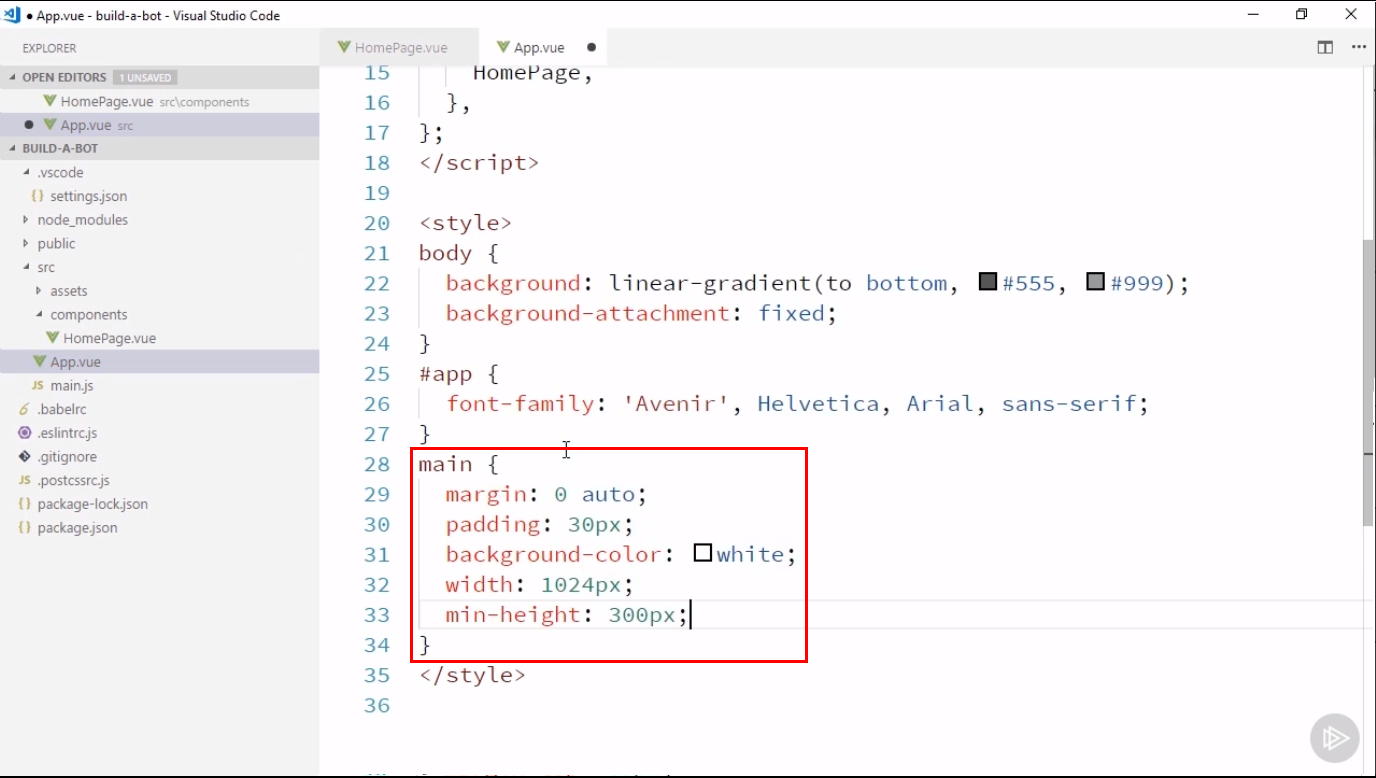 App.vue - build-a-bot - Visual Studio Code
EXPLORER
OPEN EDITORS 1 UNSAVED
HomePage.vue src\components
App.vue src
BUILD-A-BOT
.vscode
{} settings.json
node_modules
public
src
assets
components
HomePage.vue
App.vue
JS main.js
.babelrc
.eslintrc.js
.gitignore
JS .postcssrc.js
{} package-lock.json
{} package.json
HomePage.vue App.vue
15 HomePage,
16 },
17 };
18 </script>
19
20 <style>
21 body {
22 background: linear-gradient(to bottom, #555, #999);
23 background-attachment: fixed;
24 }
25 #app {
26 font-family: 'Avenir', Helvetica, Arial, sans-serif;
27 }
28 main {
29 margin: 0 auto;
30 padding: 30px;
31 background-color: white;
32 width: 1024px;
33 min-height: 300px;
34 }
35 </style>
36